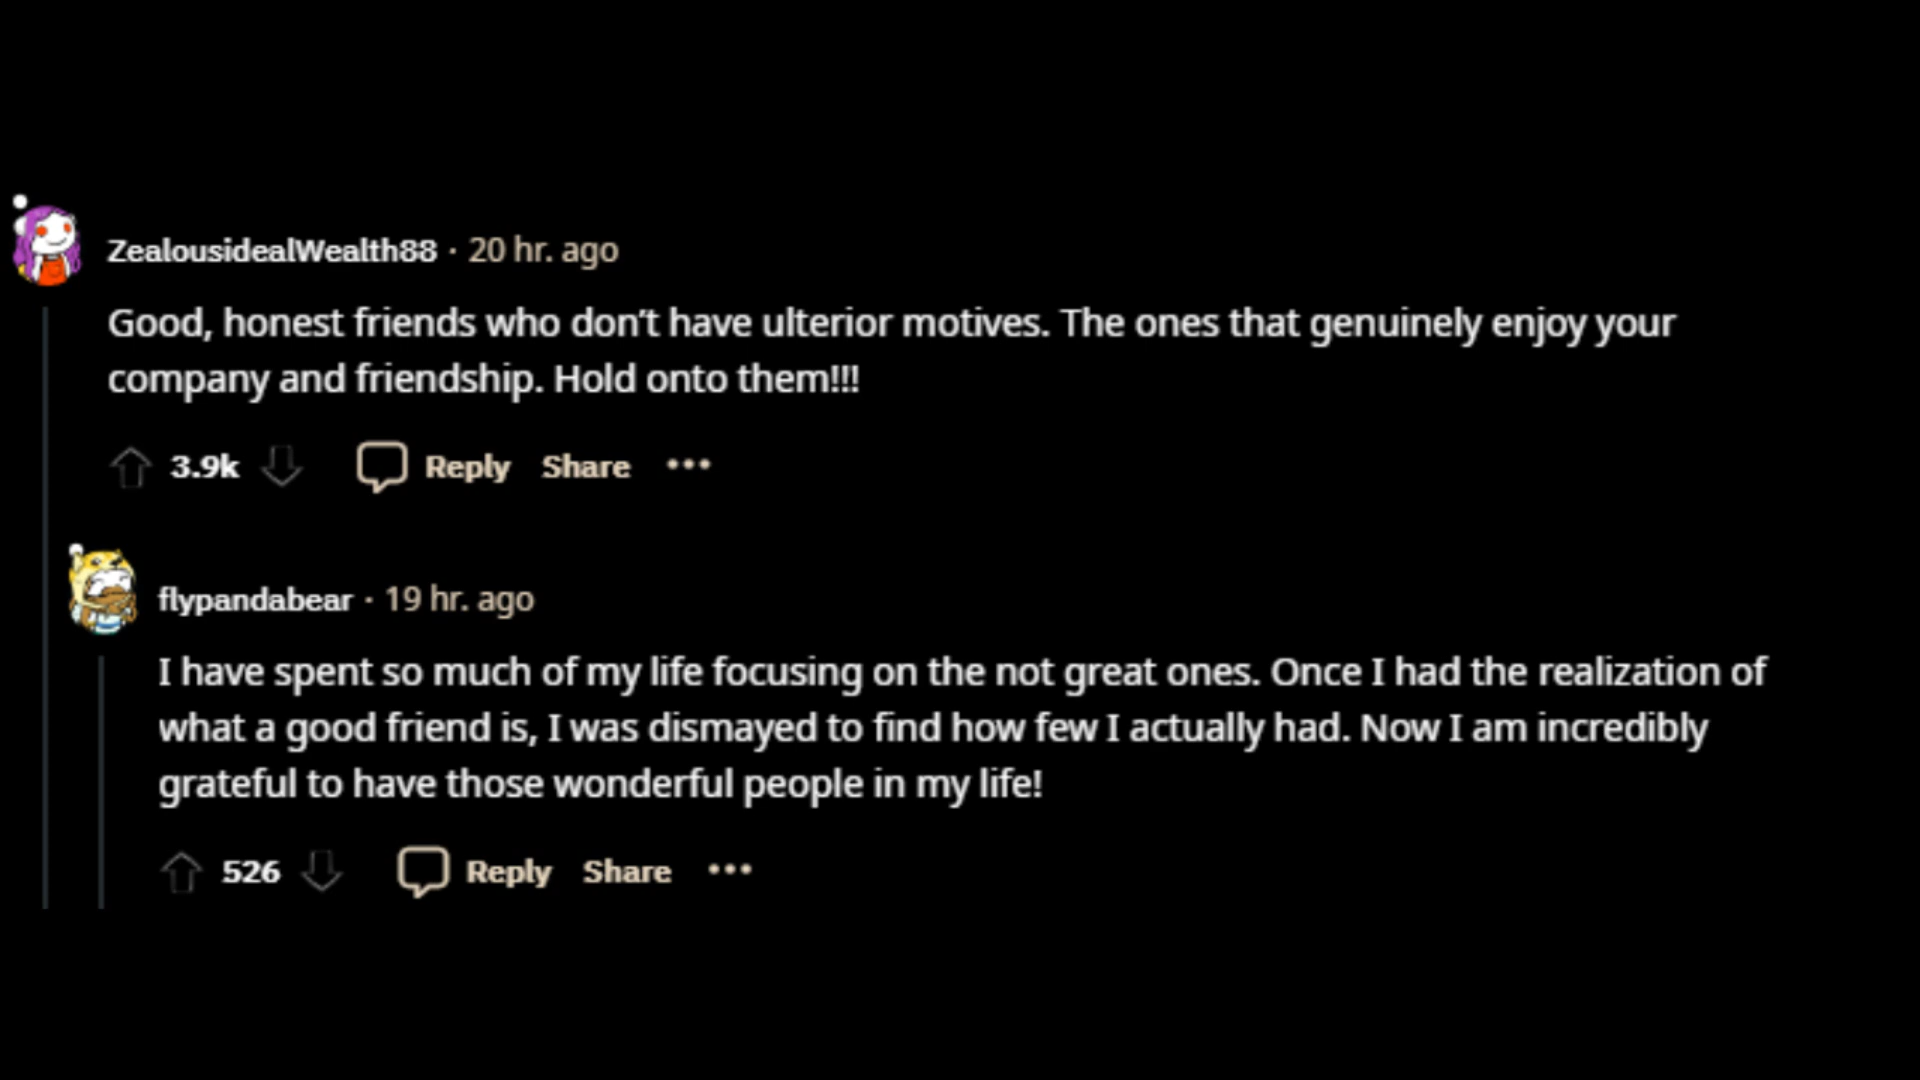 ZealousidealWealth88 · 20 hr. ago
Good, honest friends who don’t have ulterior motives. The ones that genuinely enjoy your
company and friendship. Hold onto them!!!
3.9k Reply Share •••
flypandabear · 19 hr. ago
I have spent so much of my life focusing on the not great ones. Once I had the realization of
what a good friend is, I was dismayed to find how few I actually had. Now I am incredibly
grateful to have those wonderful people in my life!
526 Reply Share •••